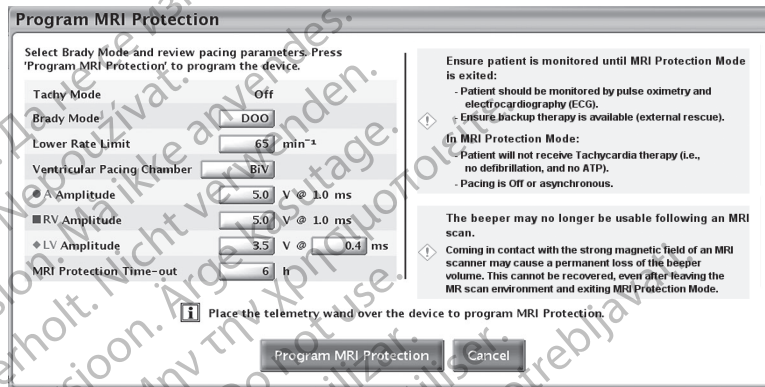 Program MRI Protection
Select Brady Mode and review pacing parameters. Press
'Program MRI Protection' to program the device.
Tachy Mode Off
Brady Mode DOO
Lower Rate Limit 65 min⁻¹
Ventricular Pacing Chamber BiV
A Amplitude 5.0 V @ 1.0 ms
RV Amplitude 5.0 V @ 1.0 ms
LV Amplitude 3.5 V @ 0.4 ms
MRI Protection Time-out 6 h
Ensure patient is monitored until MRI Protection Mode
is exited:
- Patient should be monitored by pulse oximetry and
electrocardiography (ECG).
- Ensure backup therapy is available (external rescue).
In MRI Protection Mode:
- Patient will not receive Tachycardia therapy (i.e.,
no defibrillation, and no ATP).
- Pacing is Off or asynchronous.
The beeper may no longer be usable following an MRI
scan.
Coming in contact with the strong magnetic field of an MRI
scanner may cause a permanent loss of the beeper
volume. This cannot be recovered, even after leaving the
MR scan environment and exiting MRI Protection Mode.
i Place the telemetry wand over the device to program MRI Protection.
Program MRI Protection Cancel
Nepoužívat.
Nicht verwenden.
Do not use.